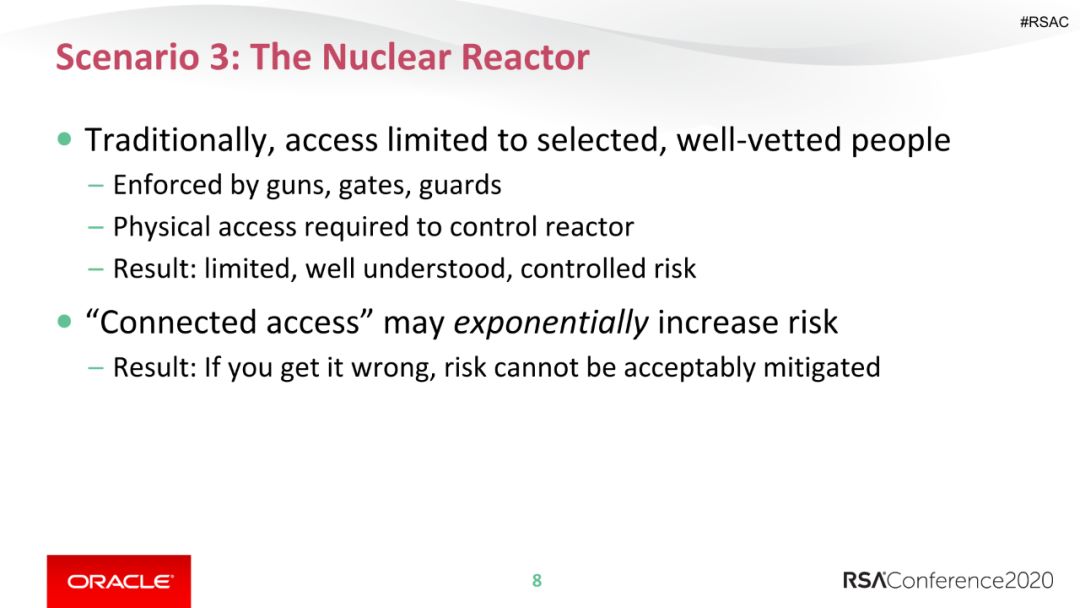 #RSAC
Scenario 3: The Nuclear Reactor
• Traditionally, access limited to selected, well-vetted people
– Enforced by guns, gates, guards
– Physical access required to control reactor
– Result: limited, well understood, controlled risk
• “Connected access” may exponentially increase risk
– Result: If you get it wrong, risk cannot be acceptably mitigated
ORACLE®
8
RSAConference2020